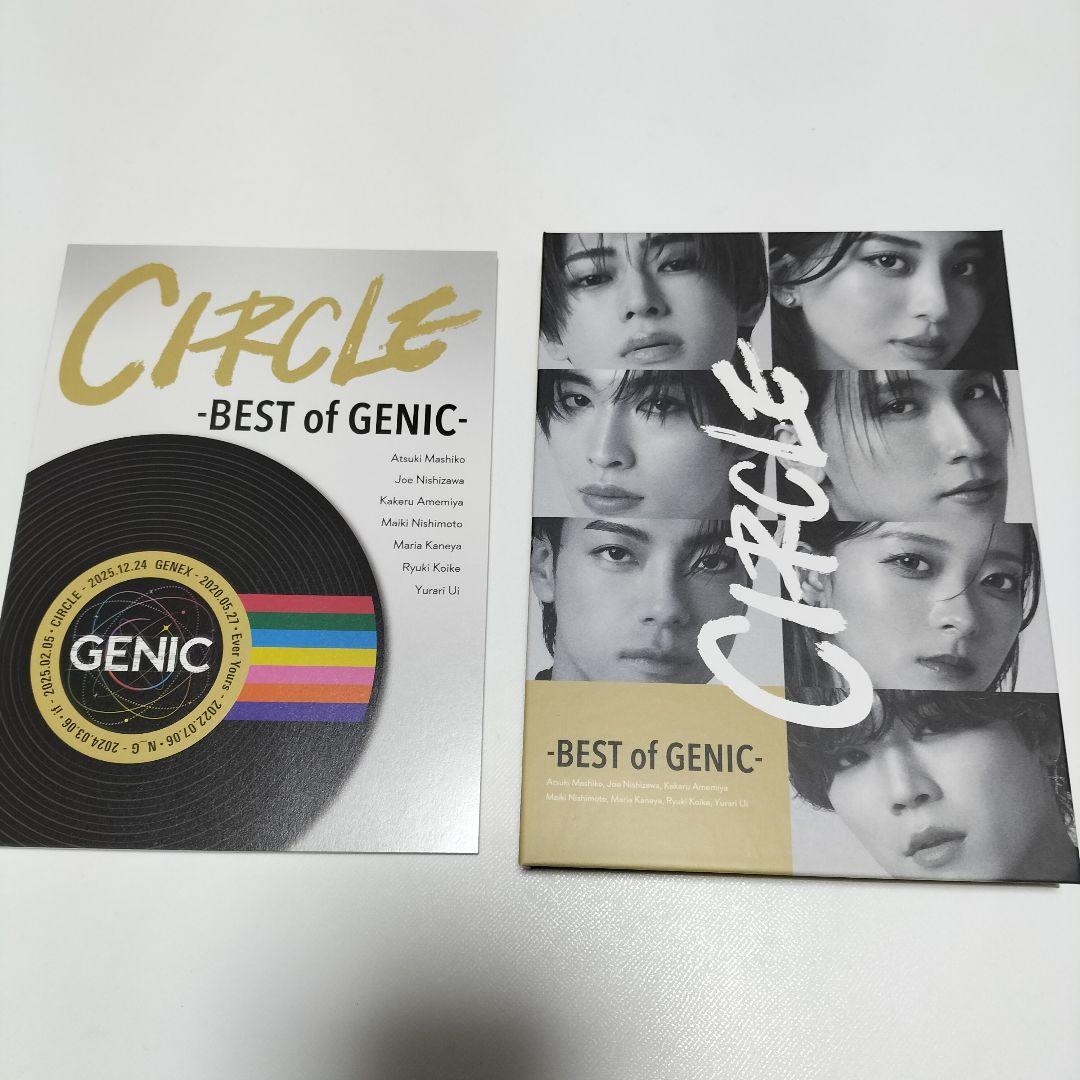 CIRCLE
-BEST of GENIC-
Atsuki Mashiko
Joe Nishizawa
Kakeru Amemiya
Maiki Nishimoto
Maria Kaneya
Ryuki Koike
Yurari Ui
GENEX - 2020.05.27 • Ever Yours - 2022.07.06 • N_G - 2024.03.06 • if - 2025.02.05 • CIRCLE - 2025.12.24
GENIC
CIRCLE
-BEST of GENIC-
Atsuki Mashiko, Joe Nishizawa, Kakeru Amemiya
Maiki Nishimoto, Maria Kaneya, Ryuki Koike, Yurari Ui